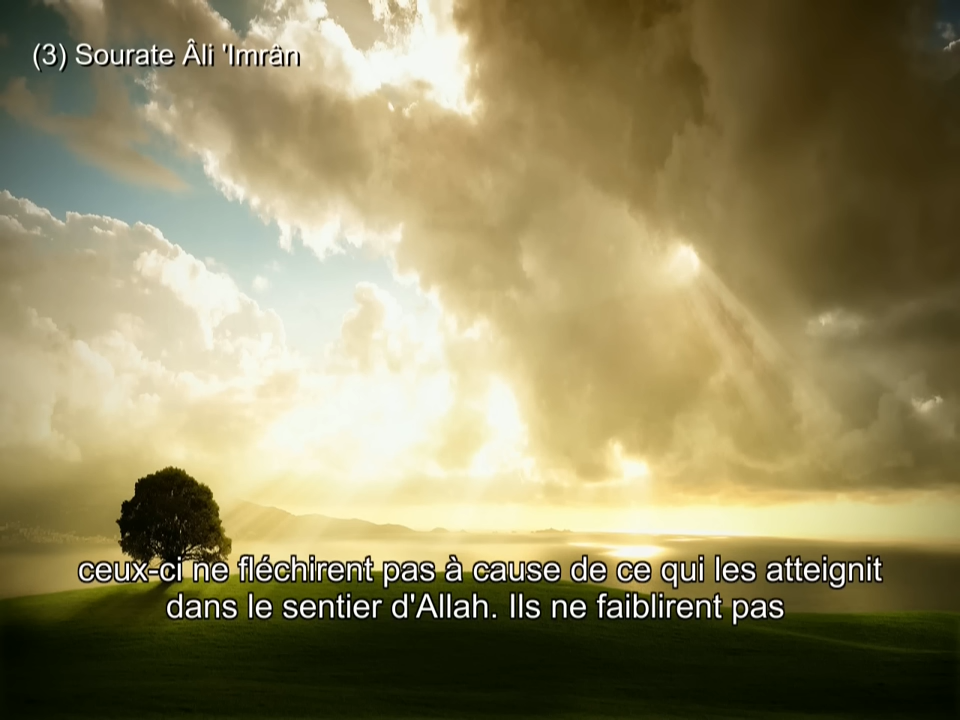 (3) Sourate Âli 'Imrân
ceux-ci ne fléchirent pas à cause de ce qui les atteignit
dans le sentier d'Allah. Ils ne faiblirent pas